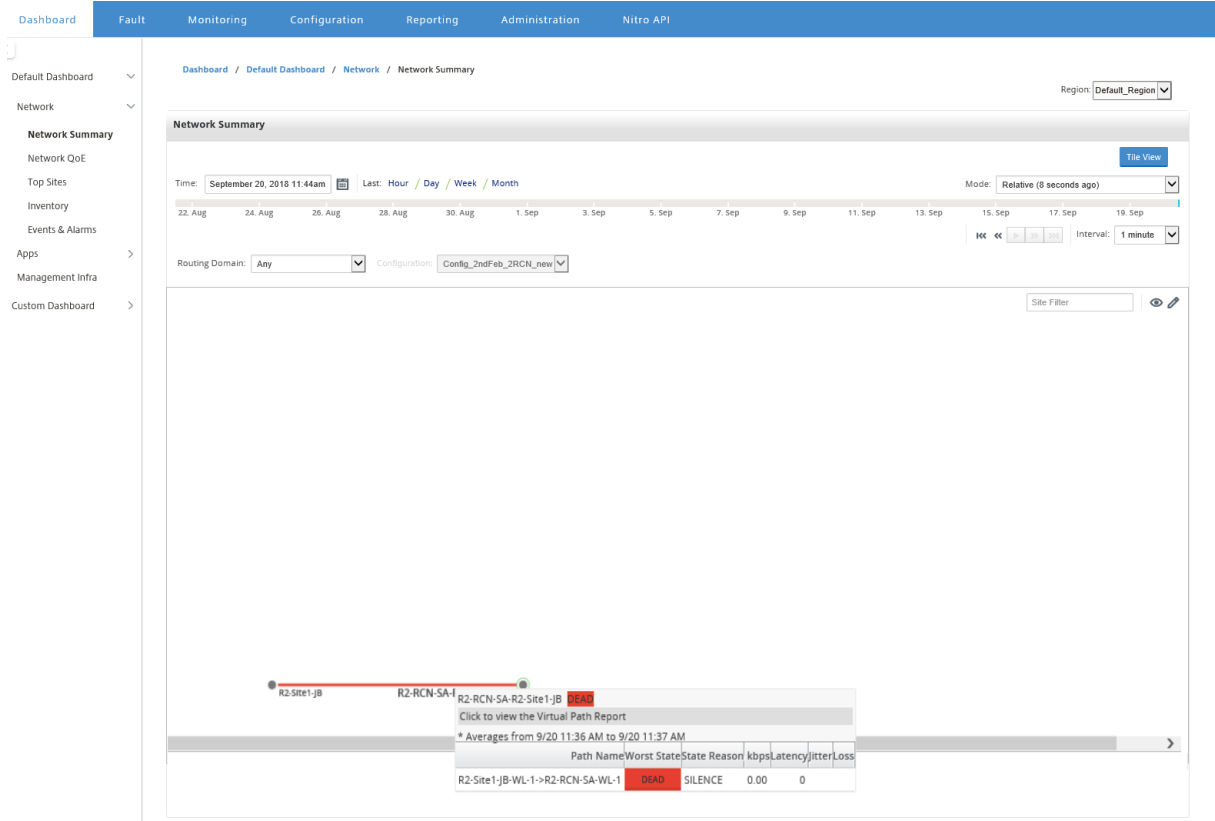 Dashboard Fault Monitoring Configuration Reporting Administration Nitro API
Default Dashboard
Network
Network Summary
Network QoE
Top Sites
Inventory
Events & Alarms
Apps
Management Infra
Custom Dashboard
Dashboard / Default Dashboard / Network / Network Summary
Region: Default_Region
Network Summary
Tile View
Time: September 20, 2018 11:44am Last: Hour / Day / Week / Month Mode: Relative (8 seconds ago)
22. Aug 24. Aug 26. Aug 28. Aug 30. Aug 1. Sep 3. Sep 5. Sep 7. Sep 9. Sep 11. Sep 13. Sep 15. Sep 17. Sep 19. Sep
Interval: 1 minute
Routing Domain: Any Configuration: Config_2ndFeb_2RCN_new
Site Filter
R2-Site1-JB R2-RCN-SA-
R2-RCN-SA-R2-Site1-JB DEAD
Click to view the Virtual Path Report
* Averages from 9/20 11:36 AM to 9/20 11:37 AM
Path Name Worst State State Reason kbps Latency Jitter Loss
R2-Site1-JB-WL-1->R2-RCN-SA-WL-1 DEAD SILENCE 0.00 0